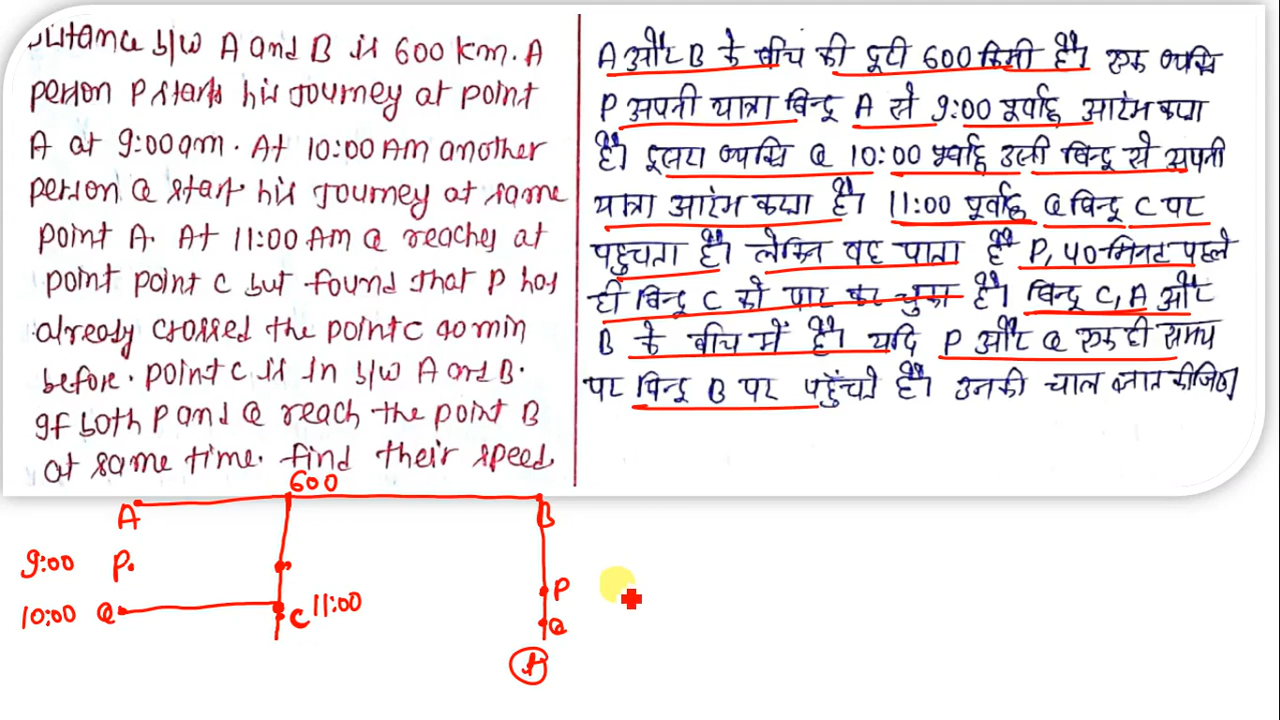 Distance b/w A and B is 600 km. A
person P starts his Journey at point
A at 9:00am. At 10:00 AM another
person Q start his Journey at same
point A. At 11:00 AM Q reaches at
point point C but found that P has
already crossed the point C 40 min
before. point C is in b/w A and B.
If both P and Q reach the point B
at same time. find their speed.
A और B के बीच की दूरी 600 किमी है। एक व्यक्ति
P अपनी यात्रा बिन्दू A से 9:00 पूर्वाह्न आरंभ करता
है। दूसरा व्यक्ति Q 10:00 पूर्वाह्न उसी बिन्दू से अपनी
यात्रा आरंभ करता है। 11:00 पूर्वाह्न Q बिन्दू C पर
पहुचता है। लेकिन वह पाता है P, 40-मिनट पहले
ही बिन्दू C को पार कर चुका है। बिन्दू C, A और
B के बीच में है। यदि P और Q एक ही समय
पर बिन्दू B पर पहुँचते है। उनकी चाल ज्ञात कीजिए
600
A B
9:00 P.
10:00 Q C 11:00
P
Q
t